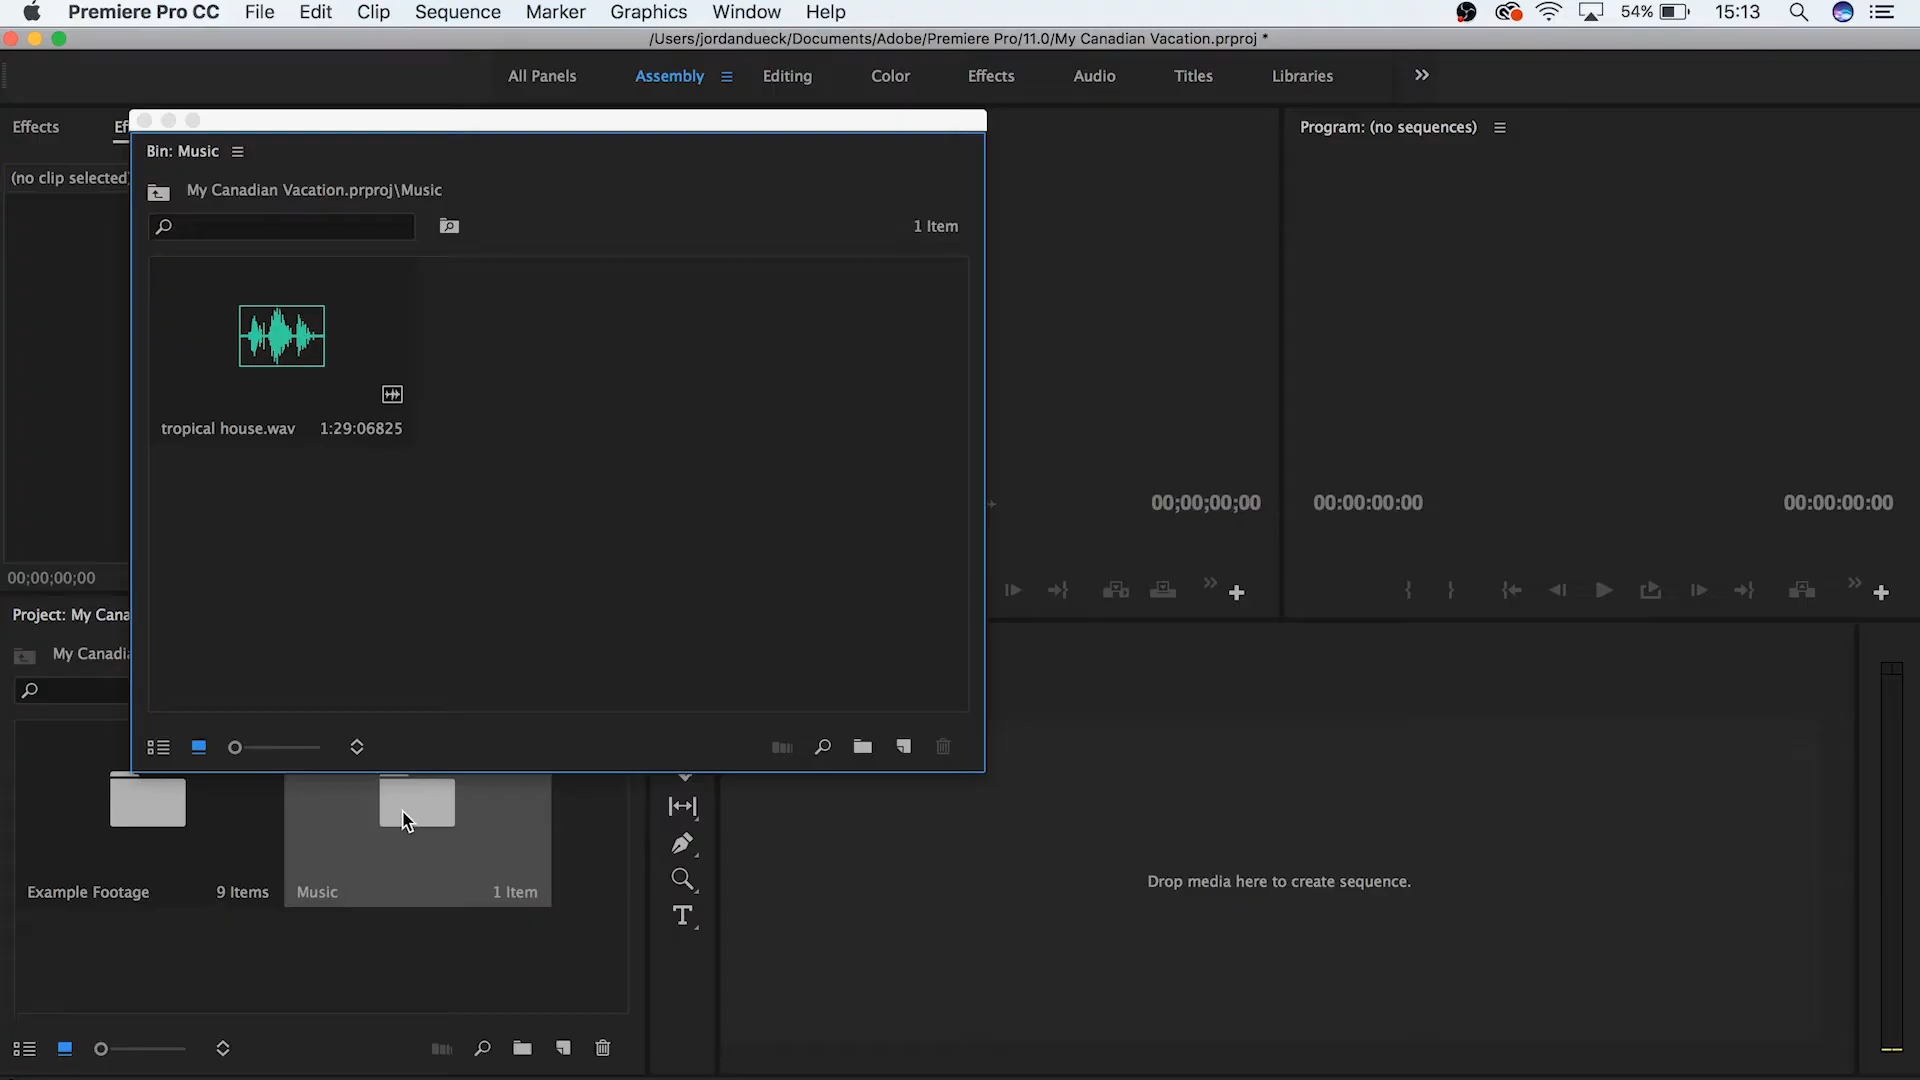 Premiere Pro CC File Edit Clip Sequence Marker Graphics Window Help 54% 15:13
/Users/jordandueck/Documents/Adobe/Premiere Pro/11.0/My Canadian Vacation.prproj *
All Panels Assembly Editing Color Effects Audio Titles Libraries
Effects Ef
Program: (no sequences)
Bin: Music
(no clip selected)
My Canadian Vacation.prproj\Music
1 Item
tropical house.wav 1:29:06825
00;00;00;00 00:00:00:00 00:00:00:00
00;00;00;00
Project: My Cana
My Canadi
Drop media here to create sequence.
Example Footage 9 Items Music 1 Item